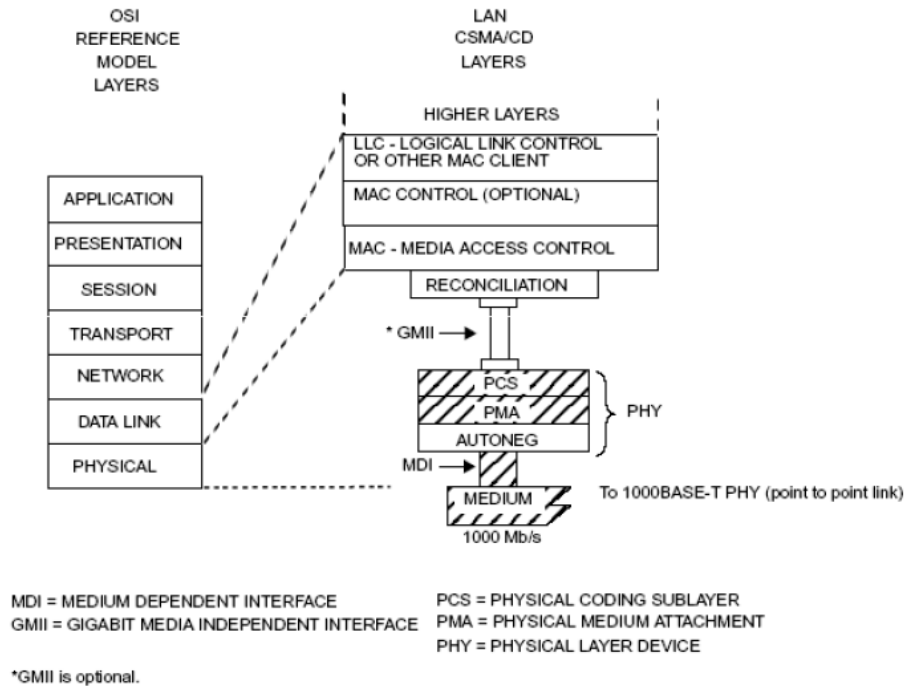 OSI
REFERENCE
MODEL
LAYERS
LAN
CSMA/CD
LAYERS
HIGHER LAYERS
LLC - LOGICAL LINK CONTROL
OR OTHER MAC CLIENT
MAC CONTROL (OPTIONAL)
MAC - MEDIA ACCESS CONTROL
RECONCILIATION
* GMII
PCS
PMA
AUTONEG
PHY
MDI
MEDIUM
To 1000BASE-T PHY (point to point link)
1000 Mb/s
APPLICATION
PRESENTATION
SESSION
TRANSPORT
NETWORK
DATA LINK
PHYSICAL
MDI = MEDIUM DEPENDENT INTERFACE
GMII = GIGABIT MEDIA INDEPENDENT INTERFACE
PCS = PHYSICAL CODING SUBLAYER
PMA = PHYSICAL MEDIUM ATTACHMENT
PHY = PHYSICAL LAYER DEVICE
*GMII is optional.